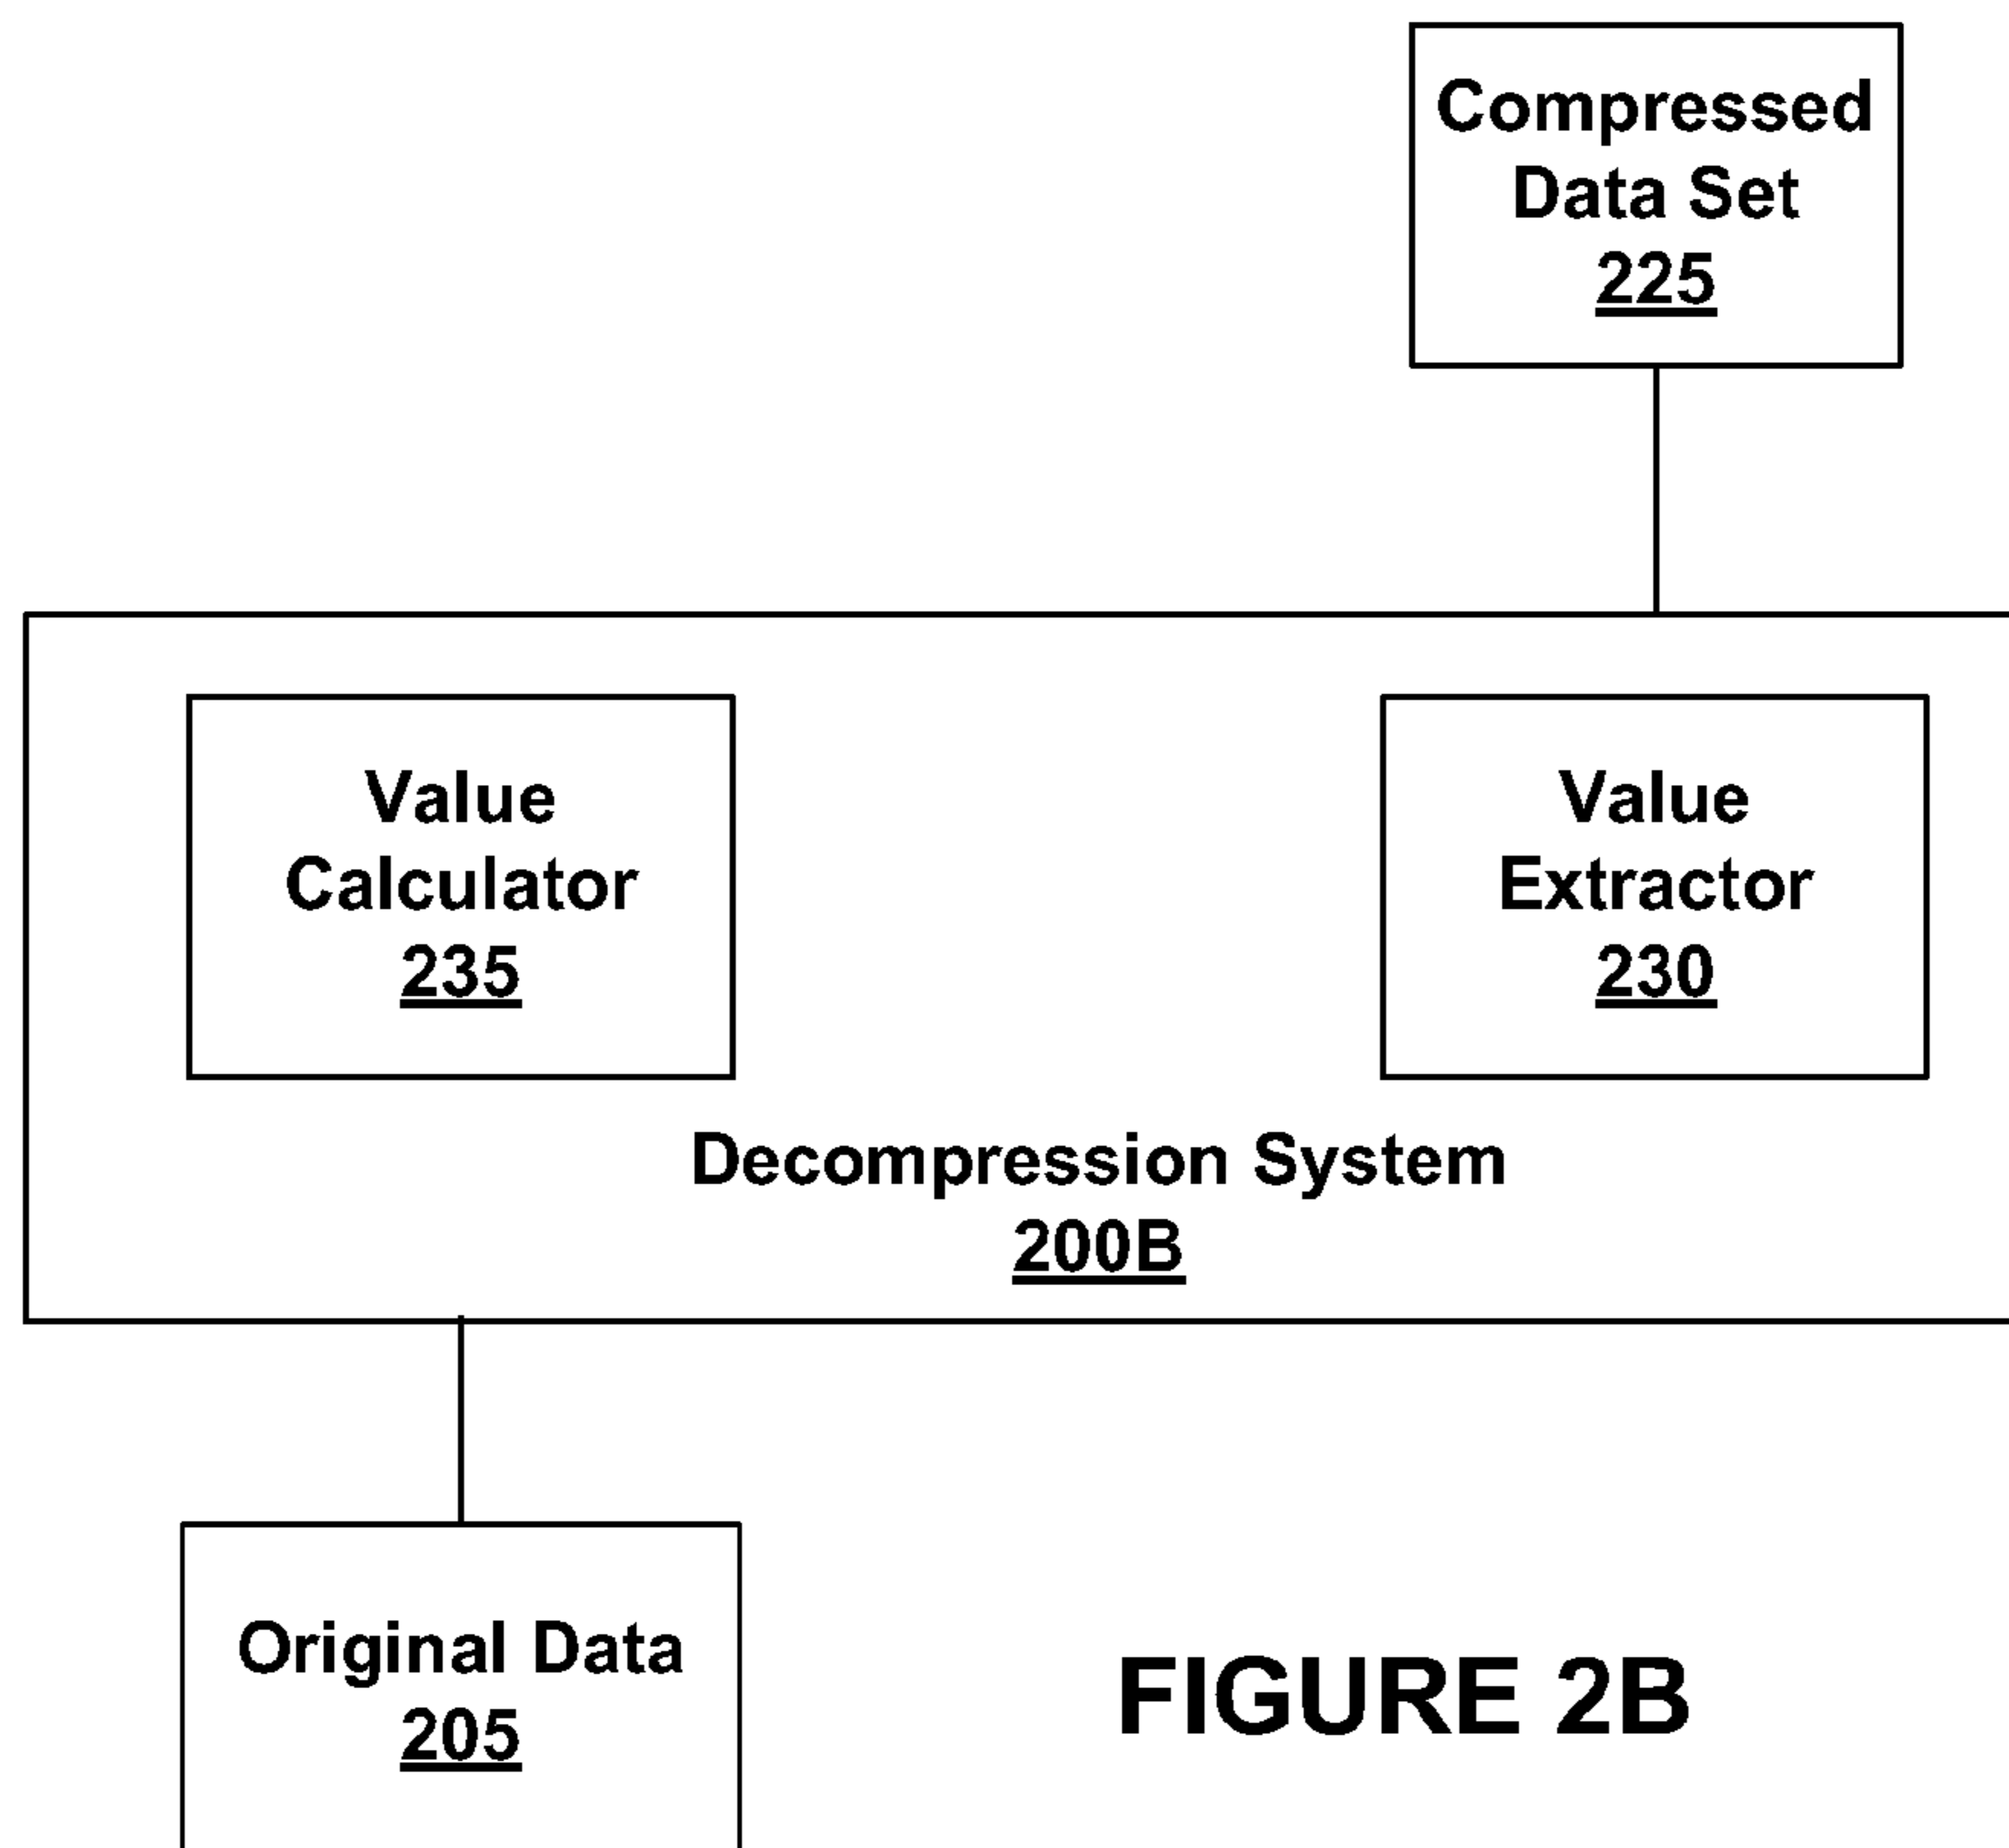 Compressed
Data Set
225
Value
Calculator
235
Value
Extractor
230
Decompression System
200B
Original Data
205
FIGURE 2B